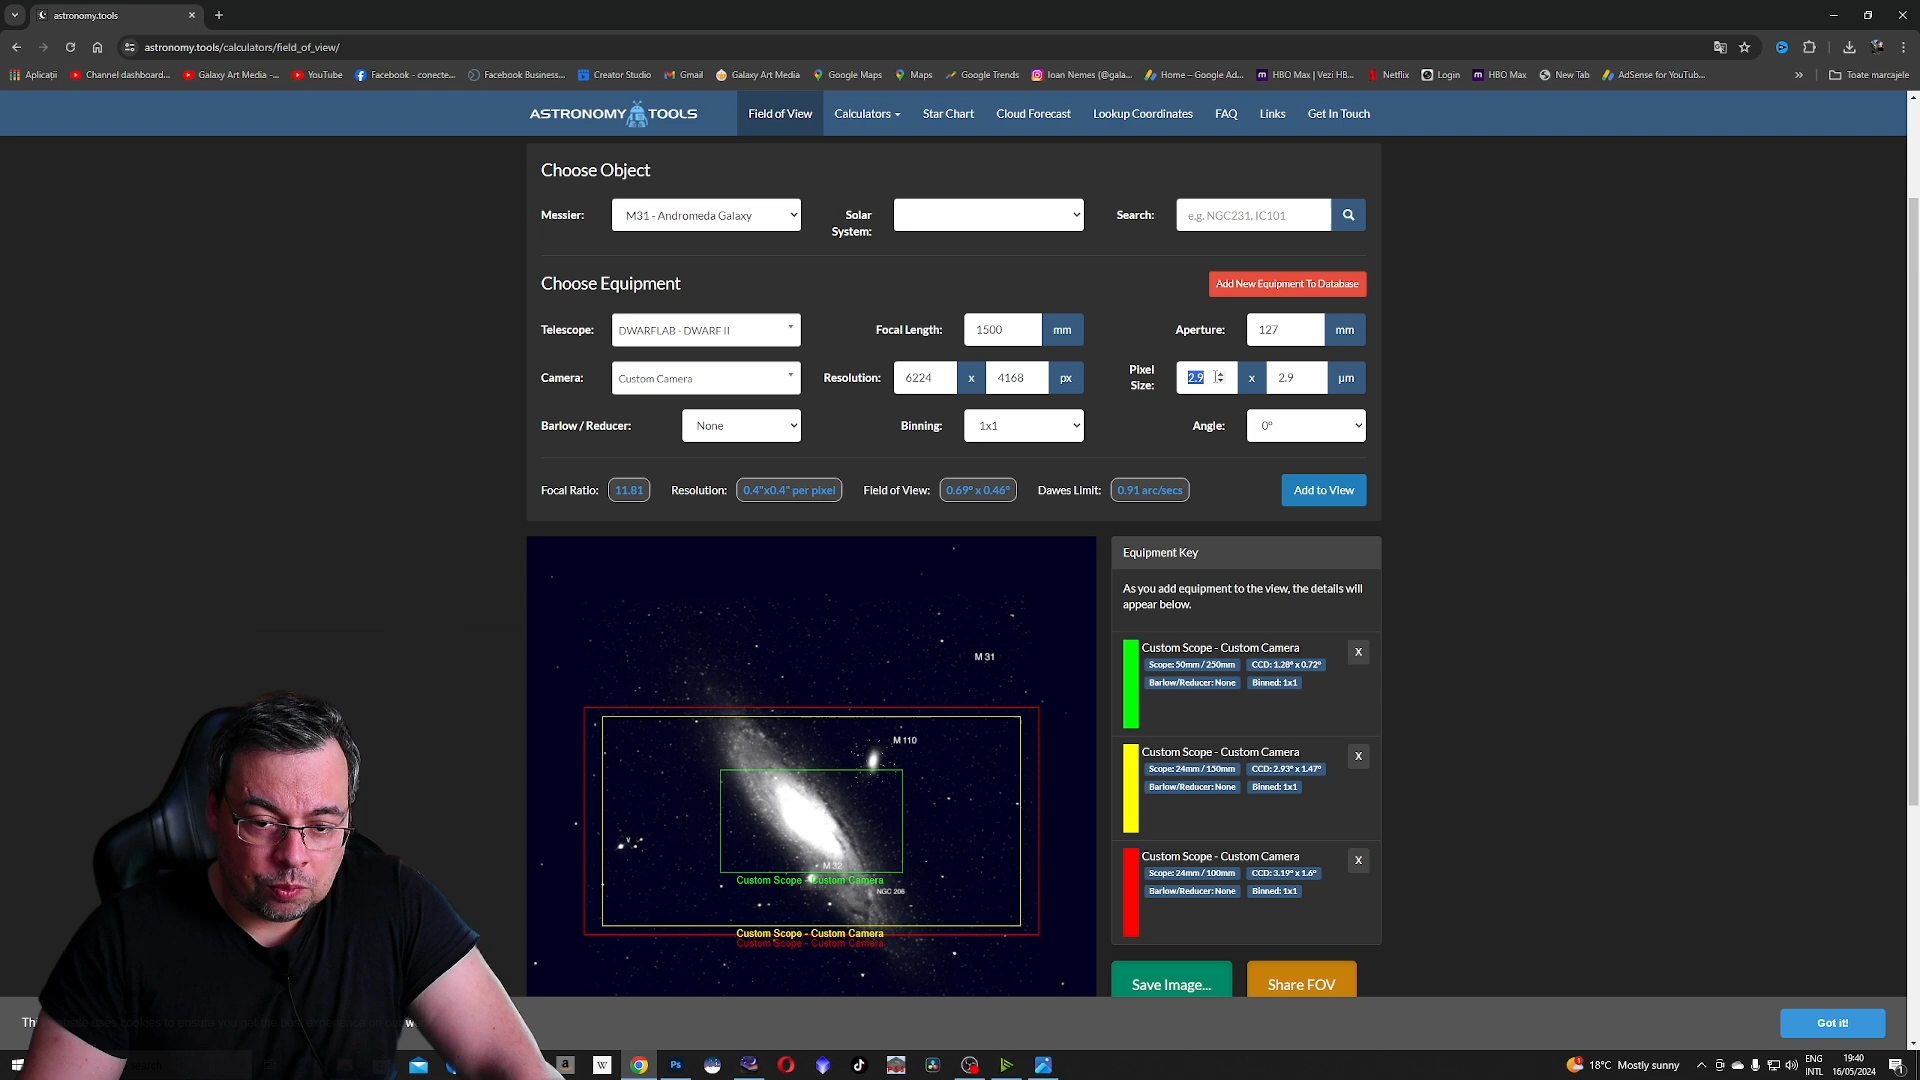 astronomy.tools
astronomy.tools/calculators/field_of_view/
Aplicații
Channel dashboard...
Galaxy Art Media -...
YouTube
Facebook - conecte...
Facebook Business...
Creator Studio
Gmail
Galaxy Art Media
Google Maps
Maps
Google Trends
Ioan Nemes (@gala...
Home – Google Ad...
HBO Max | Vezi HB...
Netflix
Login
HBO Max
New Tab
AdSense for YouTub...
»
Toate marcajele
ASTRONOMY TOOLS
Field of View
Calculators
Star Chart
Cloud Forecast
Lookup Coordinates
FAQ
Links
Get In Touch
Choose Object
Messier:
M31 - Andromeda Galaxy
Solar
System:
Search:
e.g. NGC231, IC101
Choose Equipment
Add New Equipment To Database
Telescope:
DWARFLAB - DWARF II
Focal Length:
1500
mm
Aperture:
127
mm
Camera:
Custom Camera
Resolution:
6224
x
4168
px
Pixel
Size:
2.9
x
2.9
µm
Barlow / Reducer:
None
Binning:
1x1
Angle:
0°
Focal Ratio:
11.81
Resolution:
0.4"x0.4" per pixel
Field of View:
0.69° x 0.46°
Dawes Limit:
0.91 arc/secs
Add to View
M 31
M 110
M 32
NGC 206
Custom Scope - Custom Camera
Custom Scope - Custom Camera
Custom Scope - Custom Camera
Equipment Key
As you add equipment to the view, the details will
appear below.
Custom Scope - Custom Camera
X
Scope: 50mm / 250mm
CCD: 1.28° x 0.72°
Barlow/Reducer: None
Binned: 1x1
Custom Scope - Custom Camera
X
Scope: 24mm / 150mm
CCD: 2.93° x 1.47°
Barlow/Reducer: None
Binned: 1x1
Custom Scope - Custom Camera
X
Scope: 24mm / 100mm
CCD: 3.19° x 1.6°
Barlow/Reducer: None
Binned: 1x1
Save Image...
Share FOV
Got it!
18°C Mostly sunny
ENG
INTL
19:40
16/05/2024